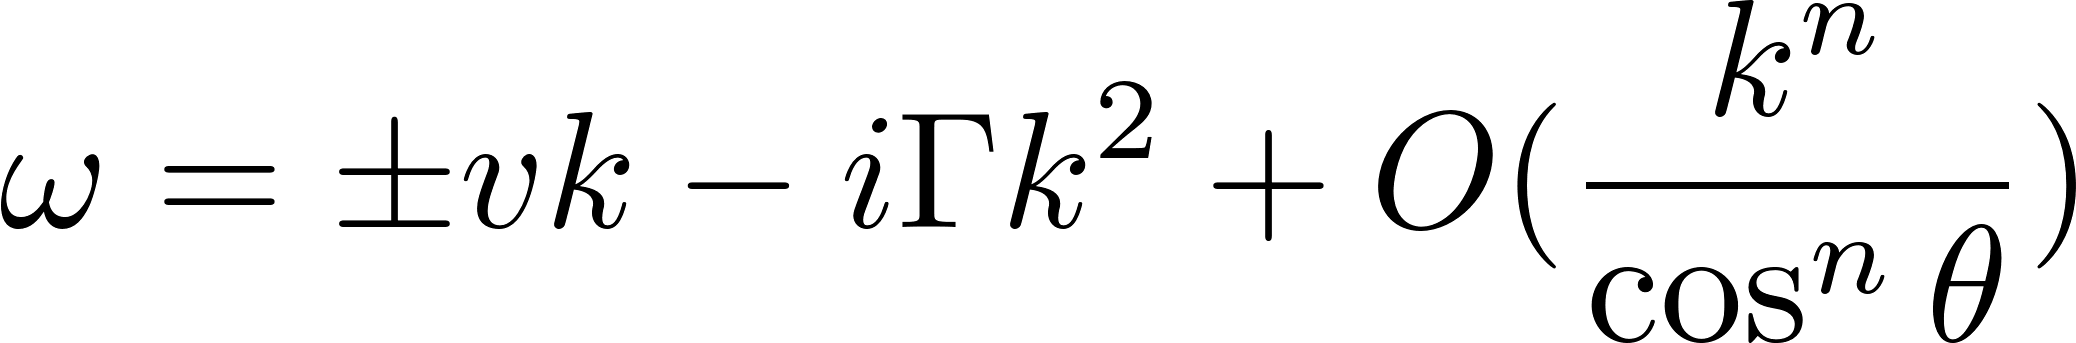 ω = ±vk − iΓk² + O(kⁿ/cosⁿ θ)